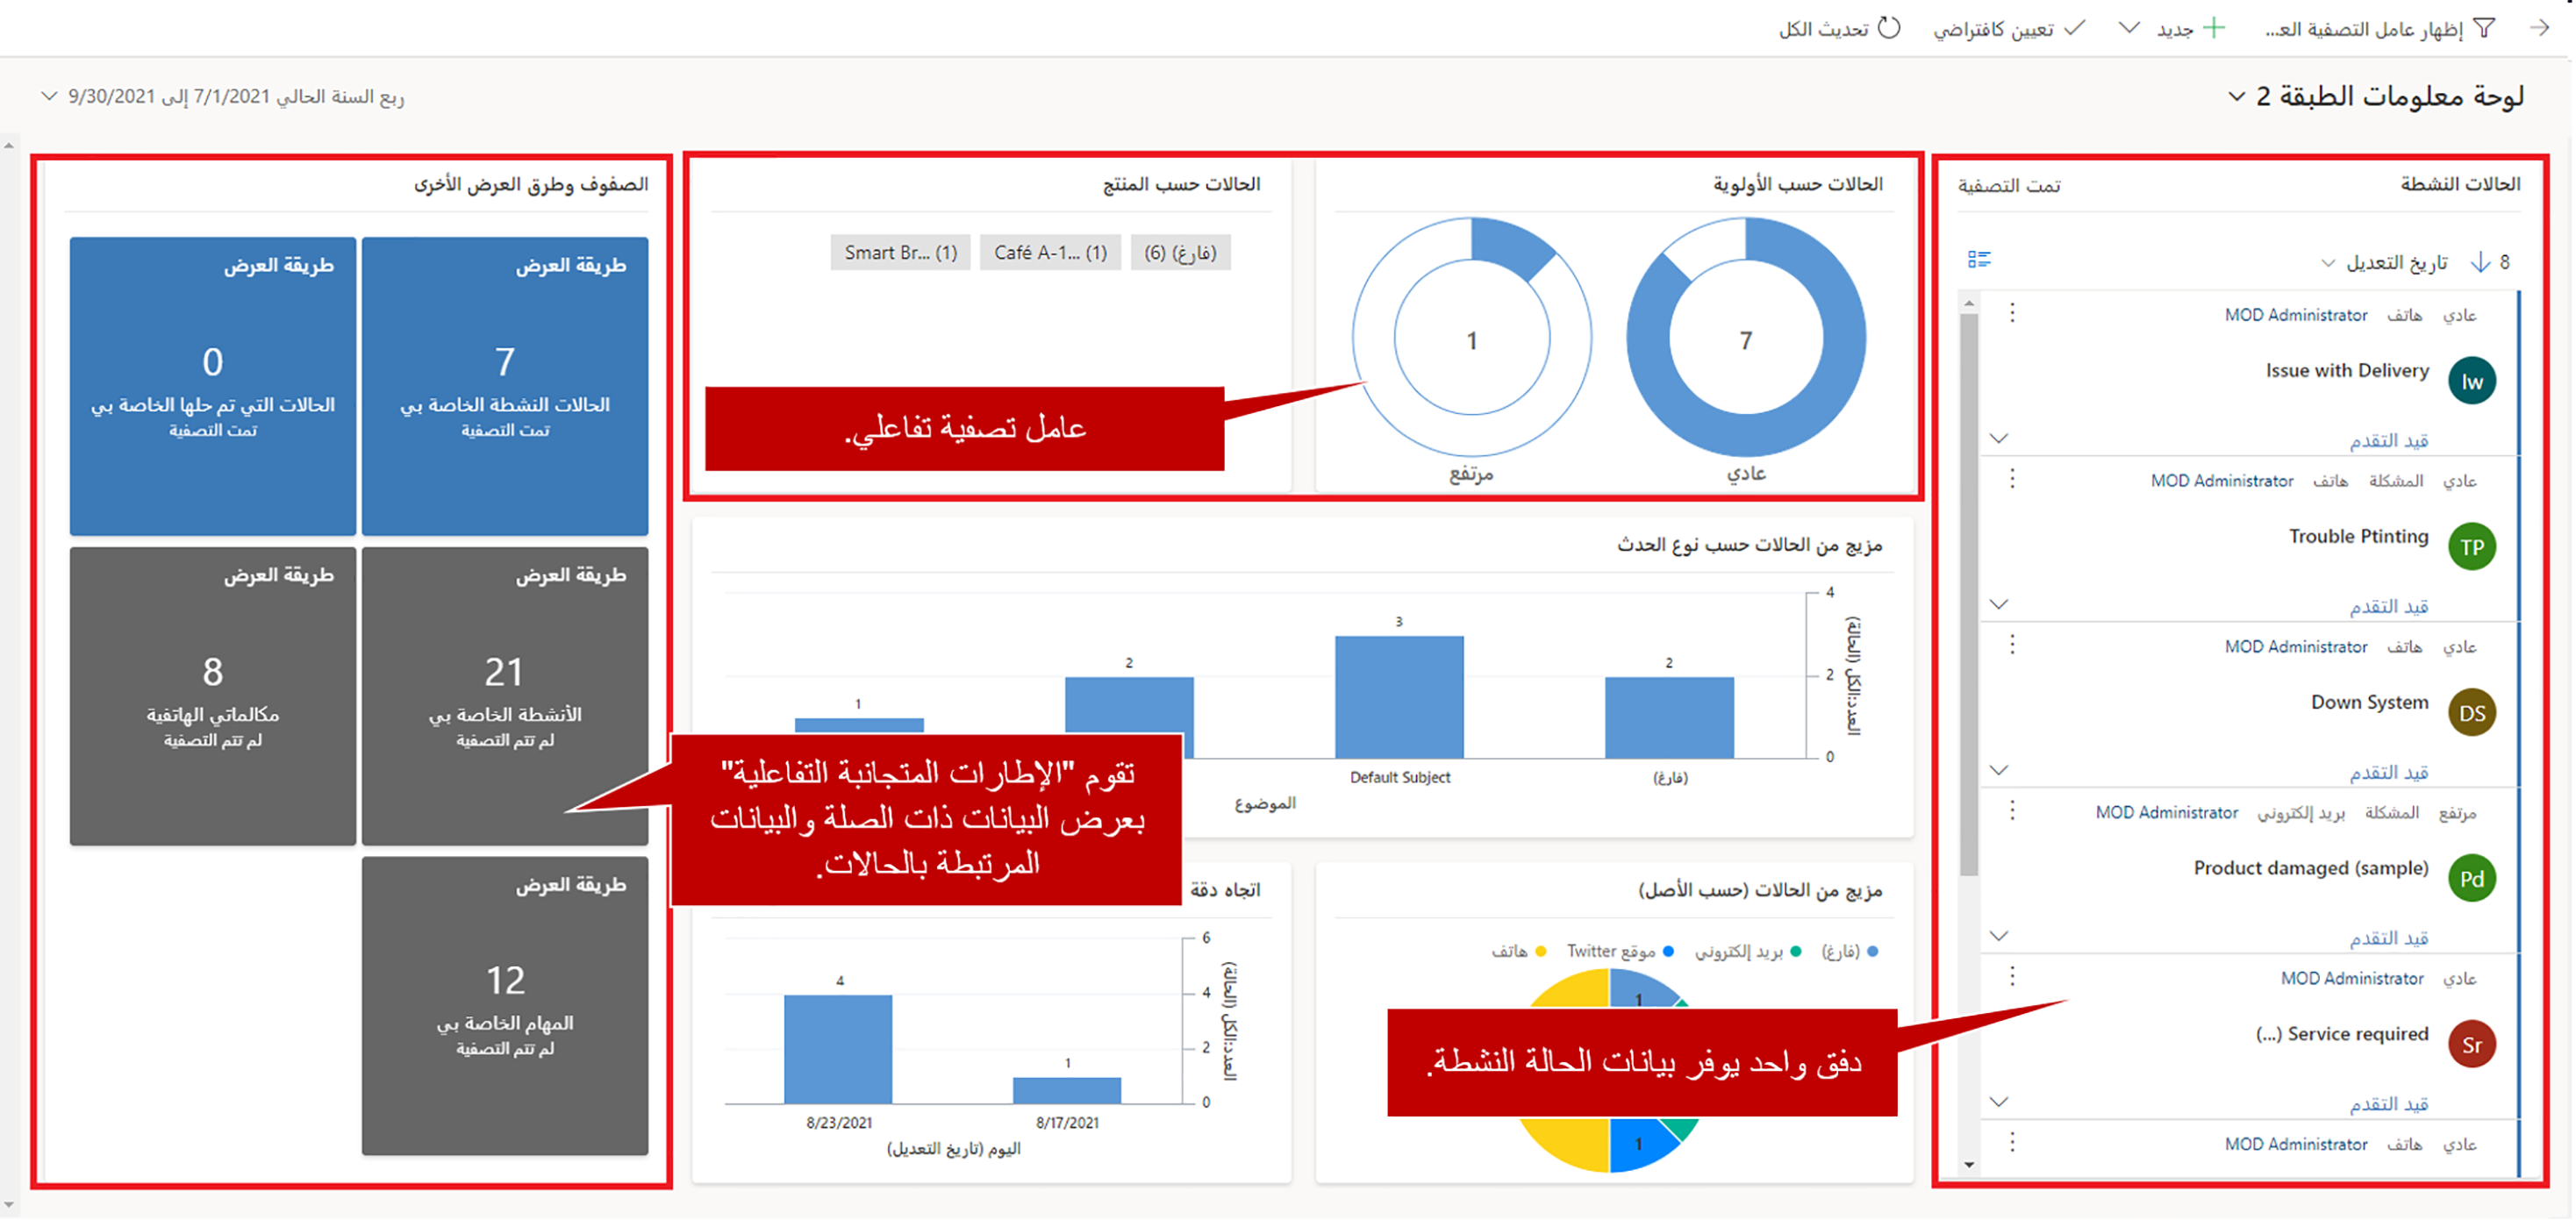 إظهار عامل التصفية العـ...
جديد
تعيين كافتراضي
تحديث الكل
لوحة معلومات الطبقة 2
ربع السنة الحالي 7/1/2021 إلى 9/30/2021
الحالات النشطة
تمت التصفية
8
تاريخ التعديل
عادي هاتف MOD Administrator
Iw
Issue with Delivery
قيد التقدم
عادي المشكلة هاتف MOD Administrator
TP
Trouble Ptinting
قيد التقدم
عادي هاتف MOD Administrator
DS
Down System
قيد التقدم
مرتفع المشكلة بريد إلكتروني MOD Administrator
Pd
Product damaged (sample)
قيد التقدم
عادي MOD Administrator
Sr
Service required (...)
قيد التقدم
عادي هاتف MOD Administrator
دفق واحد يوفر بيانات الحالة النشطة.
الحالات حسب الأولوية
7
عادي
1
مرتفع
الحالات حسب المنتج
(فارغ) (6)
Café A-1... (1)
Smart Br... (1)
عامل تصفية تفاعلي.
مزيج من الحالات حسب نوع الحدث
العدد:الكل (الحالة)
4
2
0
2
3
2
1
(فارغ)
Default Subject
الموضوع
مزيج من الحالات (حسب الأصل)
(فارغ)
بريد إلكتروني
موقع Twitter
هاتف
1
1
اتجاه دقة
العدد:الكل (الحالة)
6
4
2
0
1
4
8/17/2021
8/23/2021
اليوم (تاريخ التعديل)
تقوم "الإطارات المتجانبة التفاعلية"
بعرض البيانات ذات الصلة والبيانات
المرتبطة بالحالات.
الصفوف وطرق العرض الأخرى
طريقة العرض
7
الحالات النشطة الخاصة بي
تمت التصفية
طريقة العرض
0
الحالات التي تم حلها الخاصة بي
تمت التصفية
طريقة العرض
21
الأنشطة الخاصة بي
لم تتم التصفية
طريقة العرض
8
مكالماتي الهاتفية
لم تتم التصفية
طريقة العرض
12
المهام الخاصة بي
لم تتم التصفية